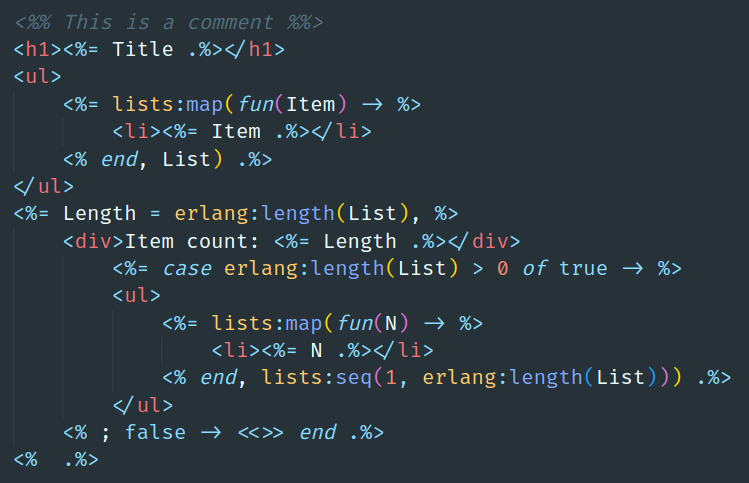 <%% This is a comment %%>
<h1><%= Title .%></h1>
<ul>
    <%= lists:map(fun(Item) -> %>
        <li><%= Item .%></li>
    <% end, List) .%>
</ul>
<%= Length = erlang:length(List), %>
    <div>Item count: <%= Length .%></div>
        <%= case erlang:length(List) > 0 of true -> %>
        <ul>
            <%= lists:map(fun(N) -> %>
                <li><%= N .%></li>
            <% end, lists:seq(1, erlang:length(List))) .%>
        </ul>
    <% ; false -> <<>> end .%>
<%  .%>